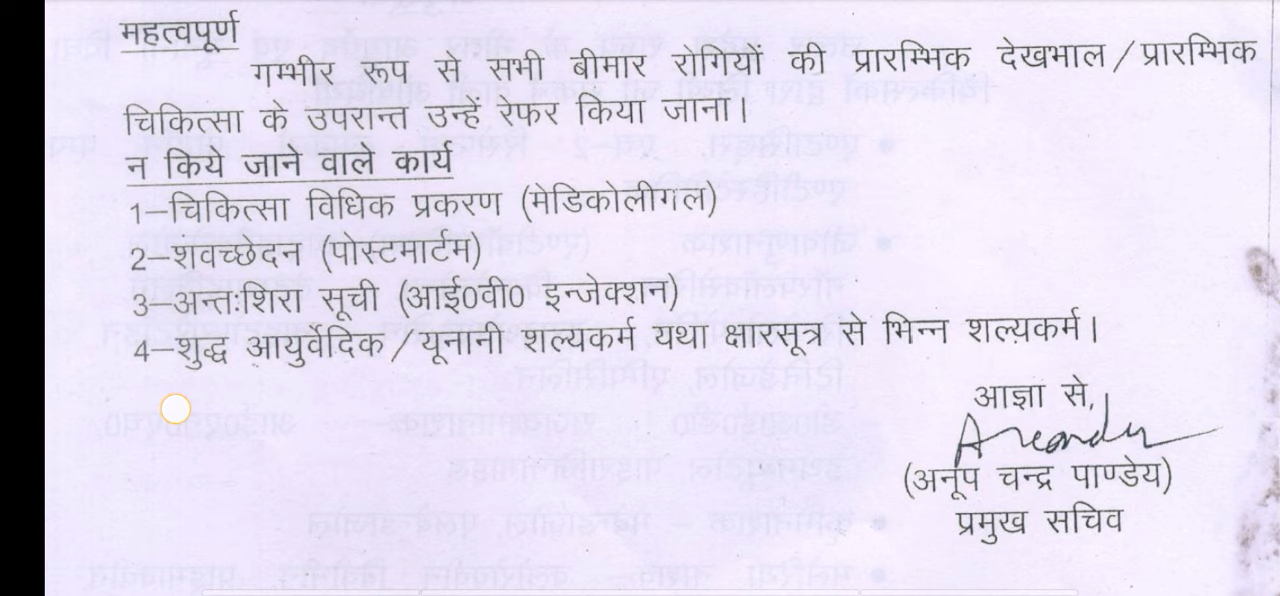 महत्वपूर्ण
गम्भीर रूप से सभी बीमार रोगियों को प्रारम्भिक देखभाल/प्रारम्भिक
चिकित्सा के उपरान्त उन्हें रेफर किया जाना।
न किये जाने वाले कार्य
1–चिकित्सा विधिक प्रकरण (मेडिकोलीगल)
2–शवच्छेदन (पोस्टमार्टम)
3–अन्तःशिरा सूची (आई0वी0 इन्जेक्शन)
4–शुद्ध आयुर्वेदिक/यूनानी शल्यकर्म यथा क्षारसूत्र से भिन्न शल्यकर्म।
आज्ञा से,
(अनूप चन्द्र पाण्डेय)
प्रमुख सचिव